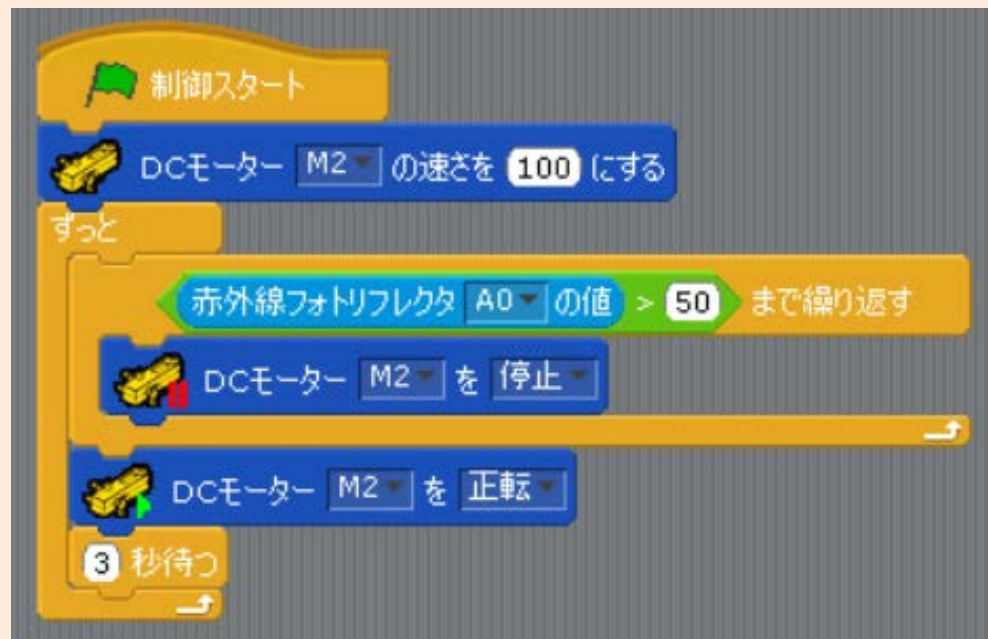 制御スタート
DCモーター M2 の速さを 100 にする
ずっと
赤外線フォトリフレクタ A0 の値 > 50 まで繰り返す
DCモーター M2 を 停止
DCモーター M2 を 正転
3 秒待つ